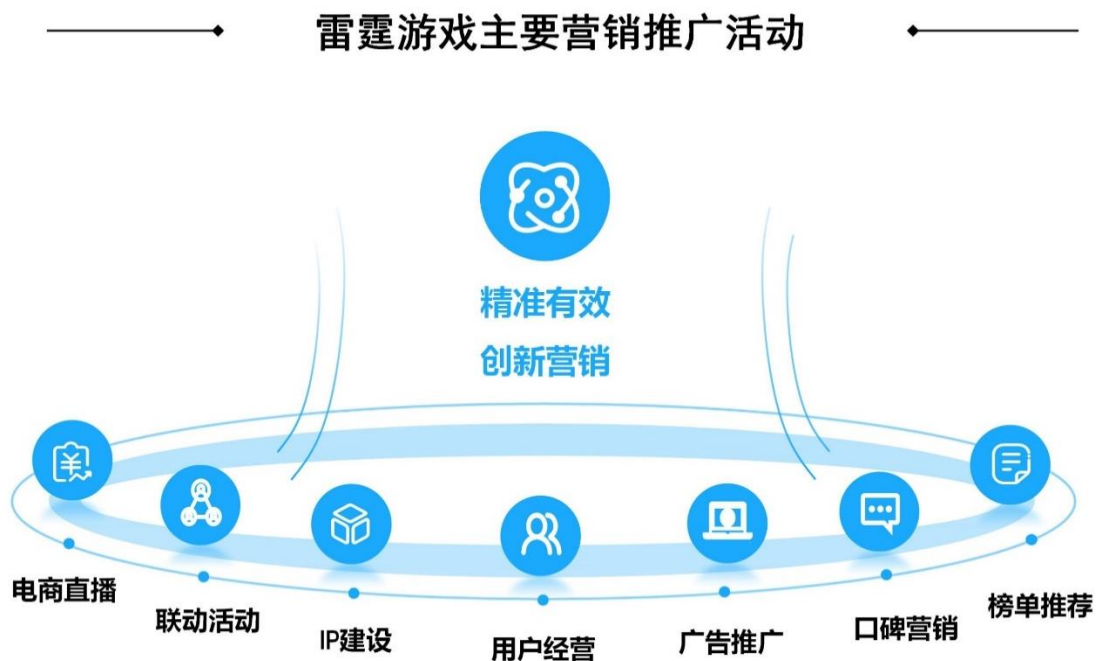 雷霆游戏主要营销推广活动
精准有效
创新营销
电商直播
联动活动
IP建设
用户经营
广告推广
口碑营销
榜单推荐